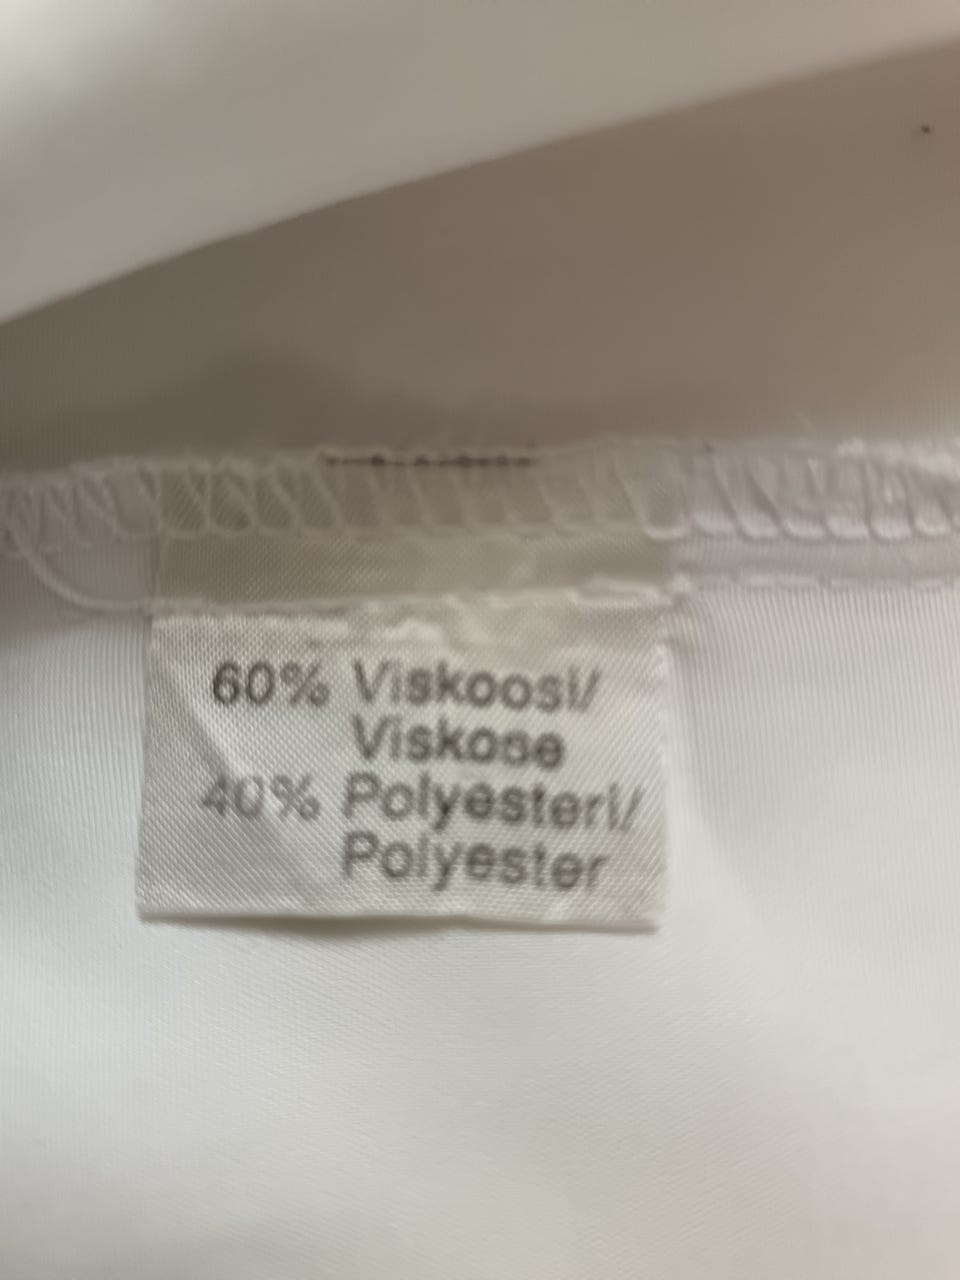 60% Viskoosi/
Viskose
40% Polyesteri/
Polyester